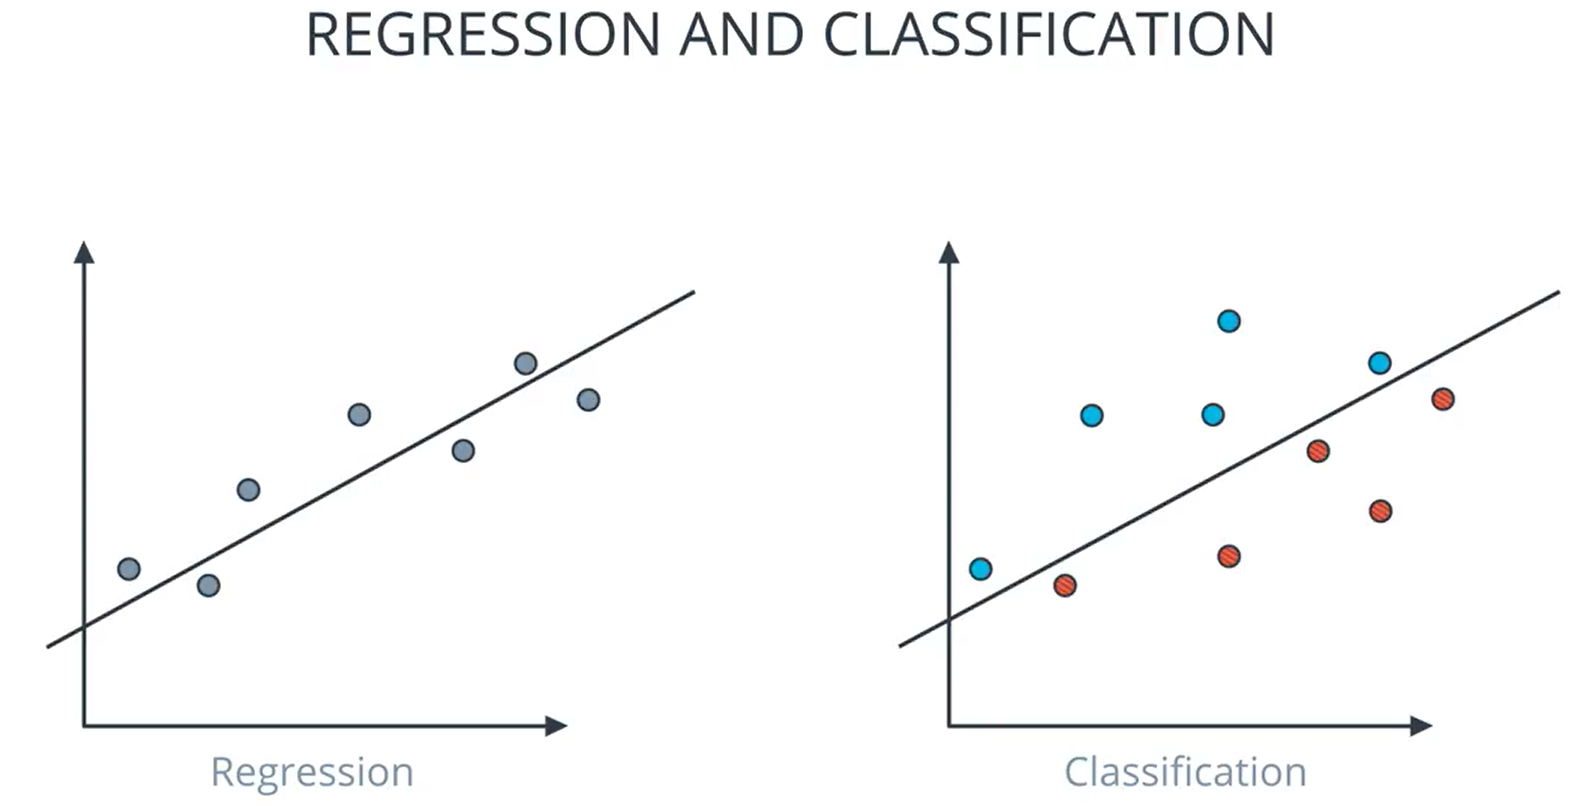 REGRESSION AND CLASSIFICATION
Regression
Classification